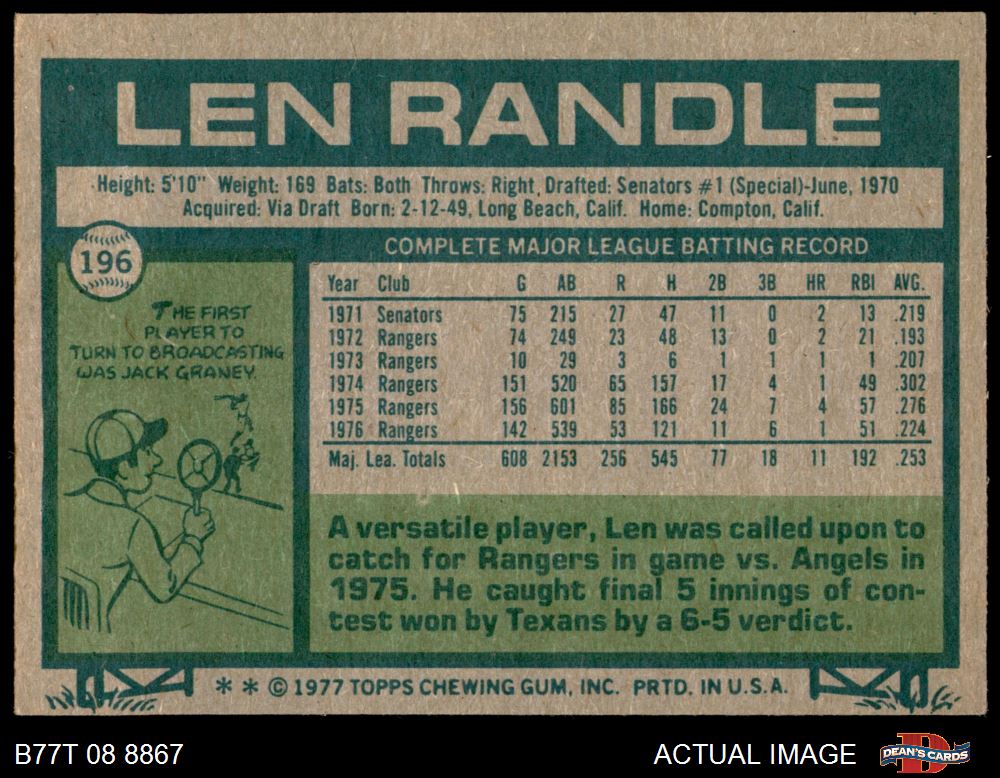 LEN RANDLE
Height: 5'10" Weight: 169 Bats: Both Throws: Right Drafted: Senators #1 (Special)-June, 1970
Acquired: Via Draft Born: 2-12-49, Long Beach, Calif. Home: Compton, Calif.
196
THE FIRST
PLAYER TO
TURN TO BROADCASTING
WAS JACK GRANEY.
COMPLETE MAJOR LEAGUE BATTING RECORD
Year Club G AB R H 2B 3B HR RBI AVG.
1971 Senators 75 215 27 47 11 0 2 13 .219
1972 Rangers 74 249 23 48 13 0 2 21 .193
1973 Rangers 10 29 3 6 1 1 1 1 .207
1974 Rangers 151 520 65 157 17 4 1 49 .302
1975 Rangers 156 601 85 166 24 7 4 57 .276
1976 Rangers 142 539 53 121 11 6 1 51 .224
Maj. Lea. Totals 608 2153 256 545 77 18 11 192 .253
A versatile player, Len was called upon to
catch for Rangers in game vs. Angels in
1975. He caught final 5 innings of con-
test won by Texans by a 6-5 verdict.
* * © 1977 TOPPS CHEWING GUM, INC. PRTD. IN U.S.A.
B77T 08 8867
ACTUAL IMAGE
D
DEAN'S CARDS